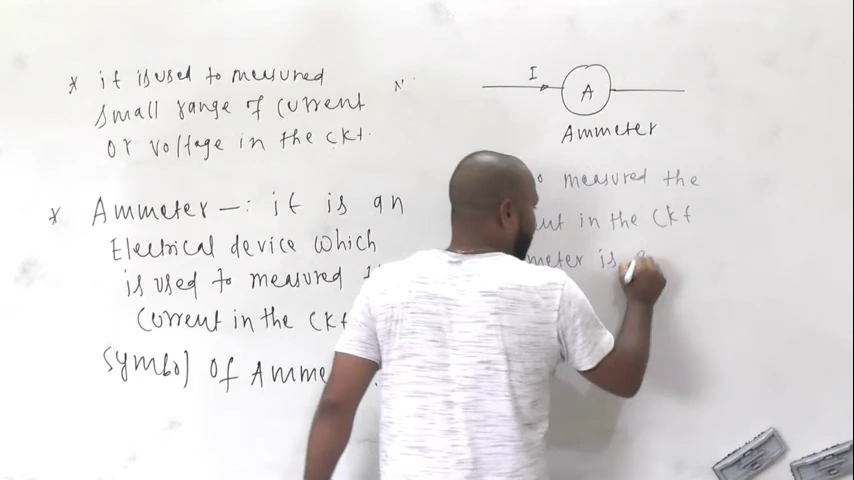 * it is used to measured
small range of current
or voltage in the ckt.
* Ammeter -: it is an
Electrical device which
is used to measured
current in the ckt
symbol of Amme
I
A
Ammeter
measured the
in the ckt
is